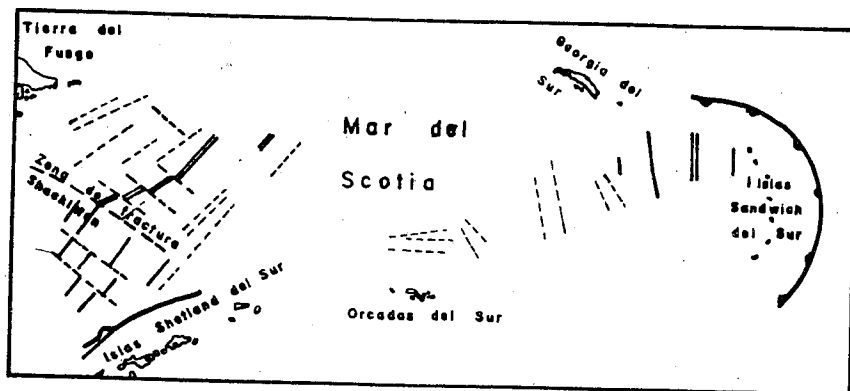 Tierra del
Fuego
Georgia del
Sur
Mar del
Scotia
Zona de fractura
Shackleton
Islas
Sandwich
del Sur
Islas Shetland del Sur
Orcadas del Sur